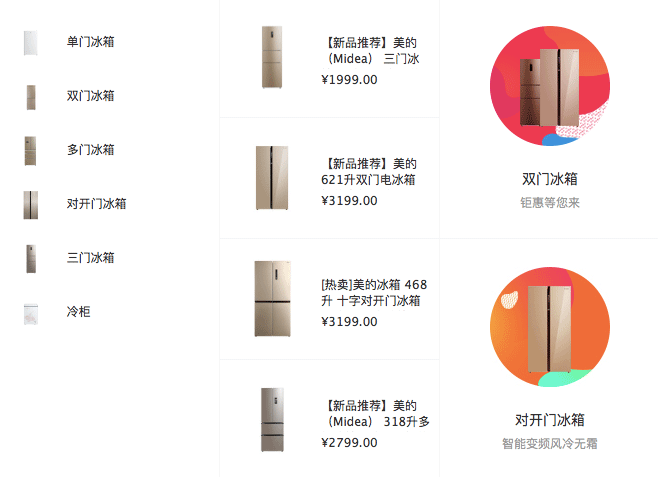 单门冰箱
双门冰箱
多门冰箱
对开门冰箱
三门冰箱
冷柜
【新品推荐】美的
（Midea） 三门冰
¥1999.00
【新品推荐】美的
621升双门电冰箱
¥3199.00
[热卖]美的冰箱 468
升 十字对开门冰箱
¥3199.00
【新品推荐】美的
（Midea） 318升多
¥2799.00
双门冰箱
钜惠等您来
对开门冰箱
智能变频风冷无霜